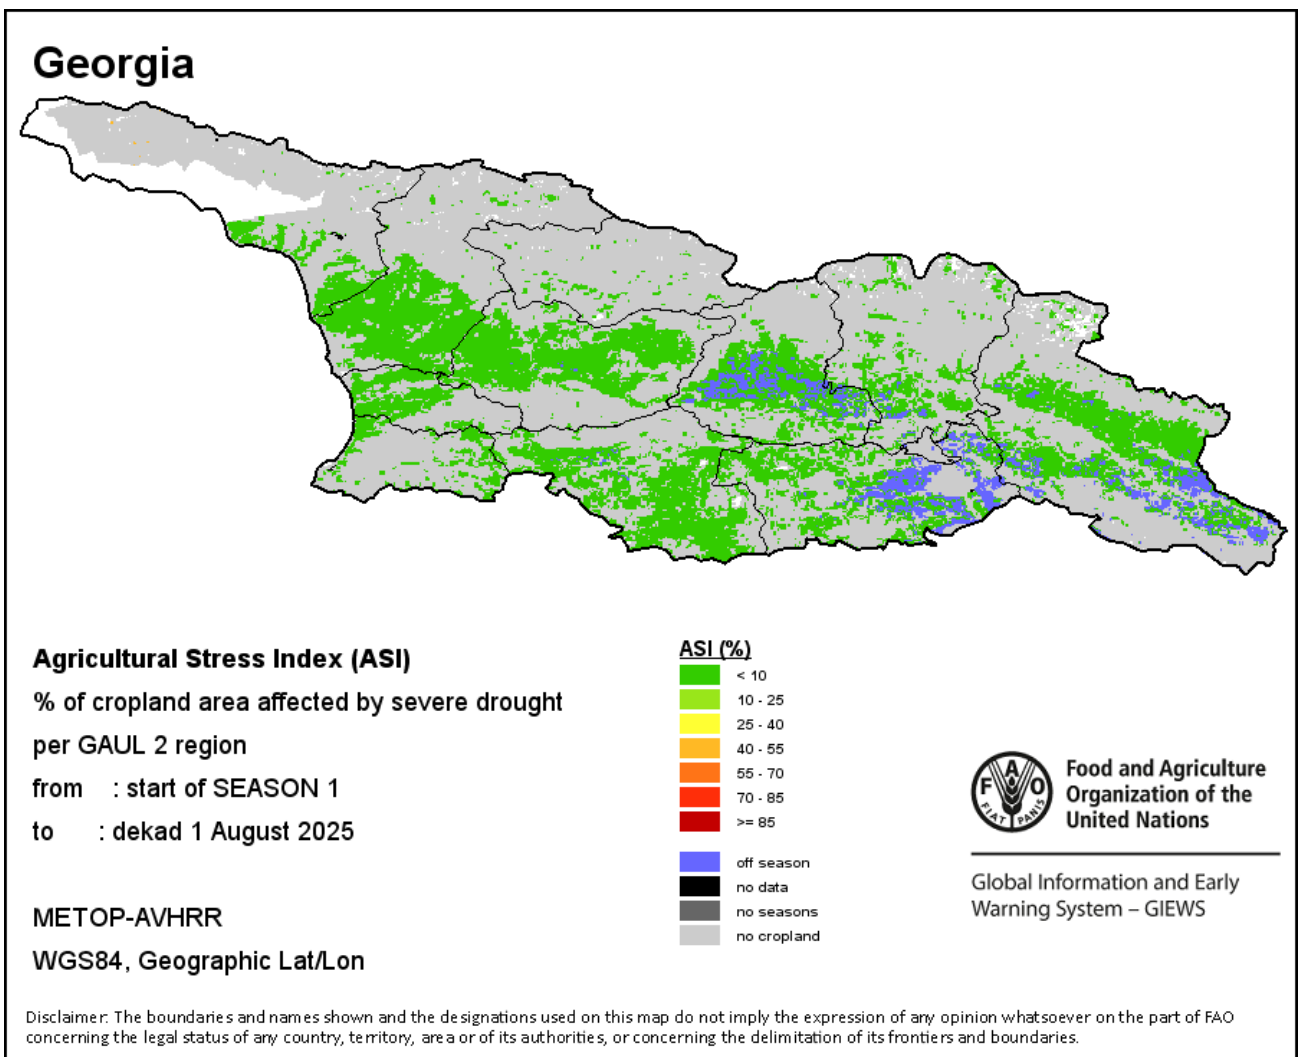 Georgia
Agricultural Stress Index (ASI)
% of cropland area affected by severe drought
per GAUL 2 region
from : start of SEASON 1
to : dekad 1 August 2025
METOP-AVHRR
WGS84, Geographic Lat/Lon
ASI (%)
< 10
10 - 25
25 - 40
40 - 55
55 - 70
70 - 85
>= 85
off season
no data
no seasons
no cropland
F A O
FIAT PANIS
Food and Agriculture
Organization of the
United Nations
Global Information and Early
Warning System – GIEWS
Disclaimer: The boundaries and names shown and the designations used on this map do not imply the expression of any opinion whatsoever on the part of FAO
concerning the legal status of any country, territory, area or of its authorities, or concerning the delimitation of its frontiers and boundaries.